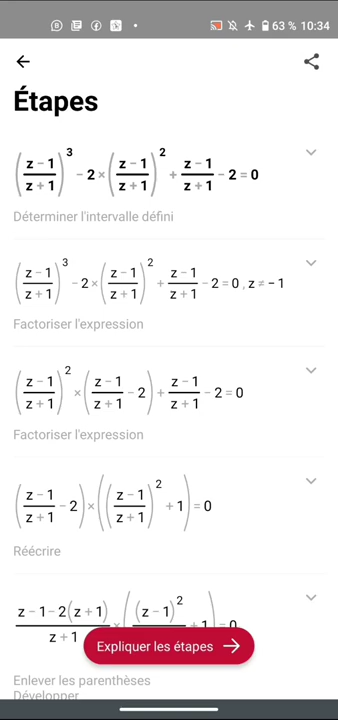 63 % 10:34
Étapes
((z − 1)/(z + 1))³ − 2 × ((z − 1)/(z + 1))² + (z − 1)/(z + 1) − 2 = 0
Déterminer l'intervalle défini
((z − 1)/(z + 1))³ − 2 × ((z − 1)/(z + 1))² + (z − 1)/(z + 1) − 2 = 0 , z ≠ − 1
Factoriser l'expression
((z − 1)/(z + 1))² × ((z − 1)/(z + 1) − 2) + (z − 1)/(z + 1) − 2 = 0
Factoriser l'expression
((z − 1)/(z + 1) − 2) × (((z − 1)/(z + 1))² + 1) = 0
Réécrire
(z − 1 − 2(z + 1))/(z + 1) × ((z − 1)² + 1) = 0
Expliquer les étapes →
Enlever les parenthèses
Développer